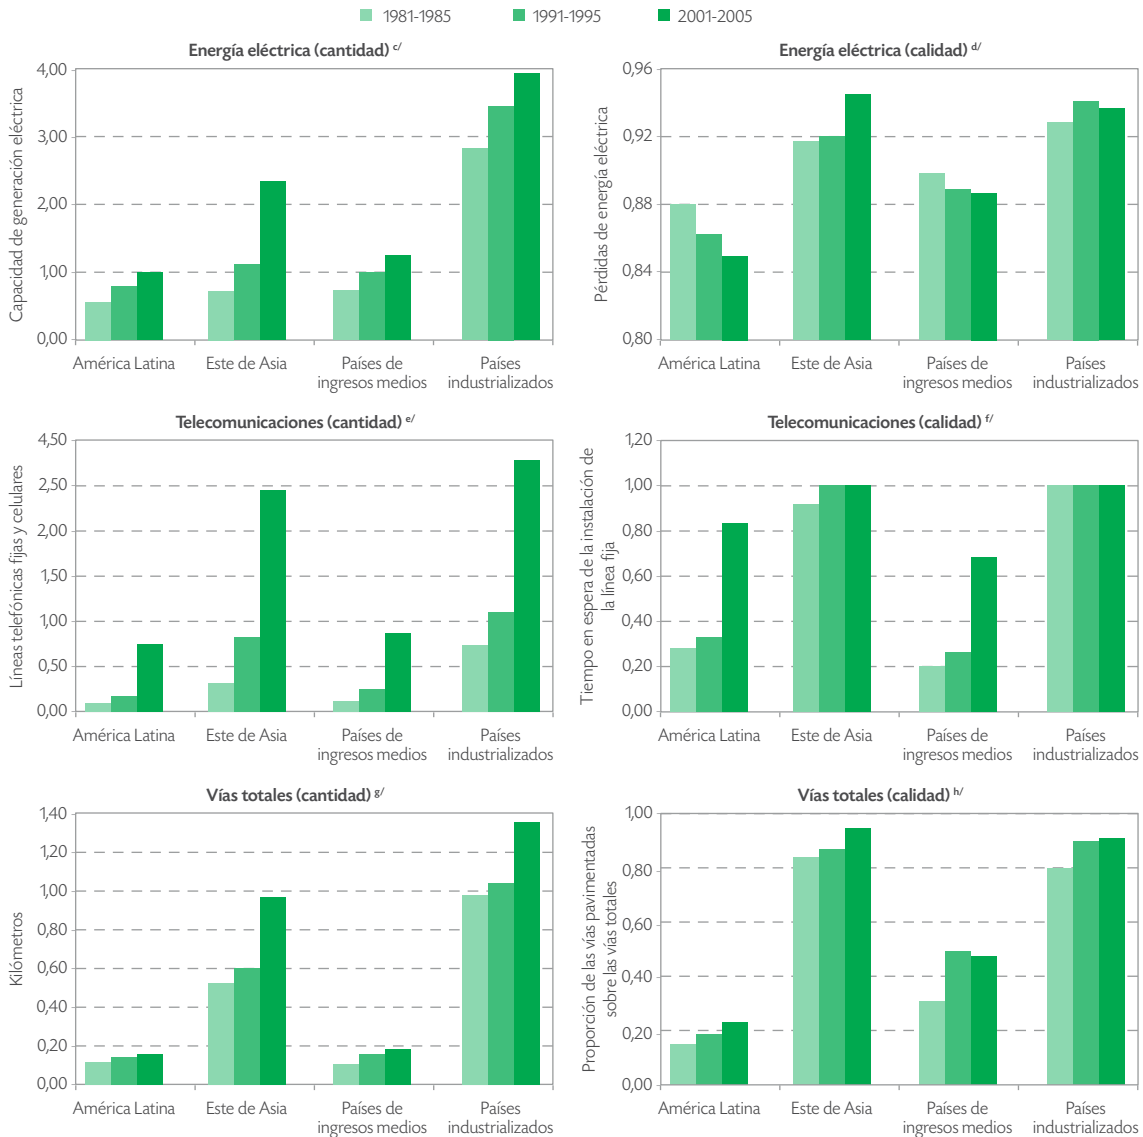 1981-1985 1991-1995 2001-2005
Energía eléctrica (cantidad) c/
Capacidad de generación eléctrica
4,00
3,00
2,00
1,00
0,00
América Latina Este de Asia Países de ingresos medios Países industrializados
Energía eléctrica (calidad) d/
Pérdidas de energía eléctrica
0,96
0,92
0,88
0,84
0,80
América Latina Este de Asia Países de ingresos medios Países industrializados
Telecomunicaciones (cantidad) e/
Líneas telefónicas fijas y celulares
4,50
2,50
2,00
1,50
1,00
0,50
0,00
América Latina Este de Asia Países de ingresos medios Países industrializados
Telecomunicaciones (calidad) f/
Tiempo en espera de la instalación de
la línea fija
1,20
1,00
0,80
0,60
0,40
0,20
0,00
América Latina Este de Asia Países de ingresos medios Países industrializados
Vías totales (cantidad) g/
Kilómetros
1,40
1,20
1,00
0,80
0,60
0,40
0,20
0,00
América Latina Este de Asia Países de ingresos medios Países industrializados
Vías totales (calidad) h/
Proporción de las vías pavimentadas
sobre las vías totales
1,00
0,80
0,60
0,40
0,20
0,00
América Latina Este de Asia Países de ingresos medios Países industrializados